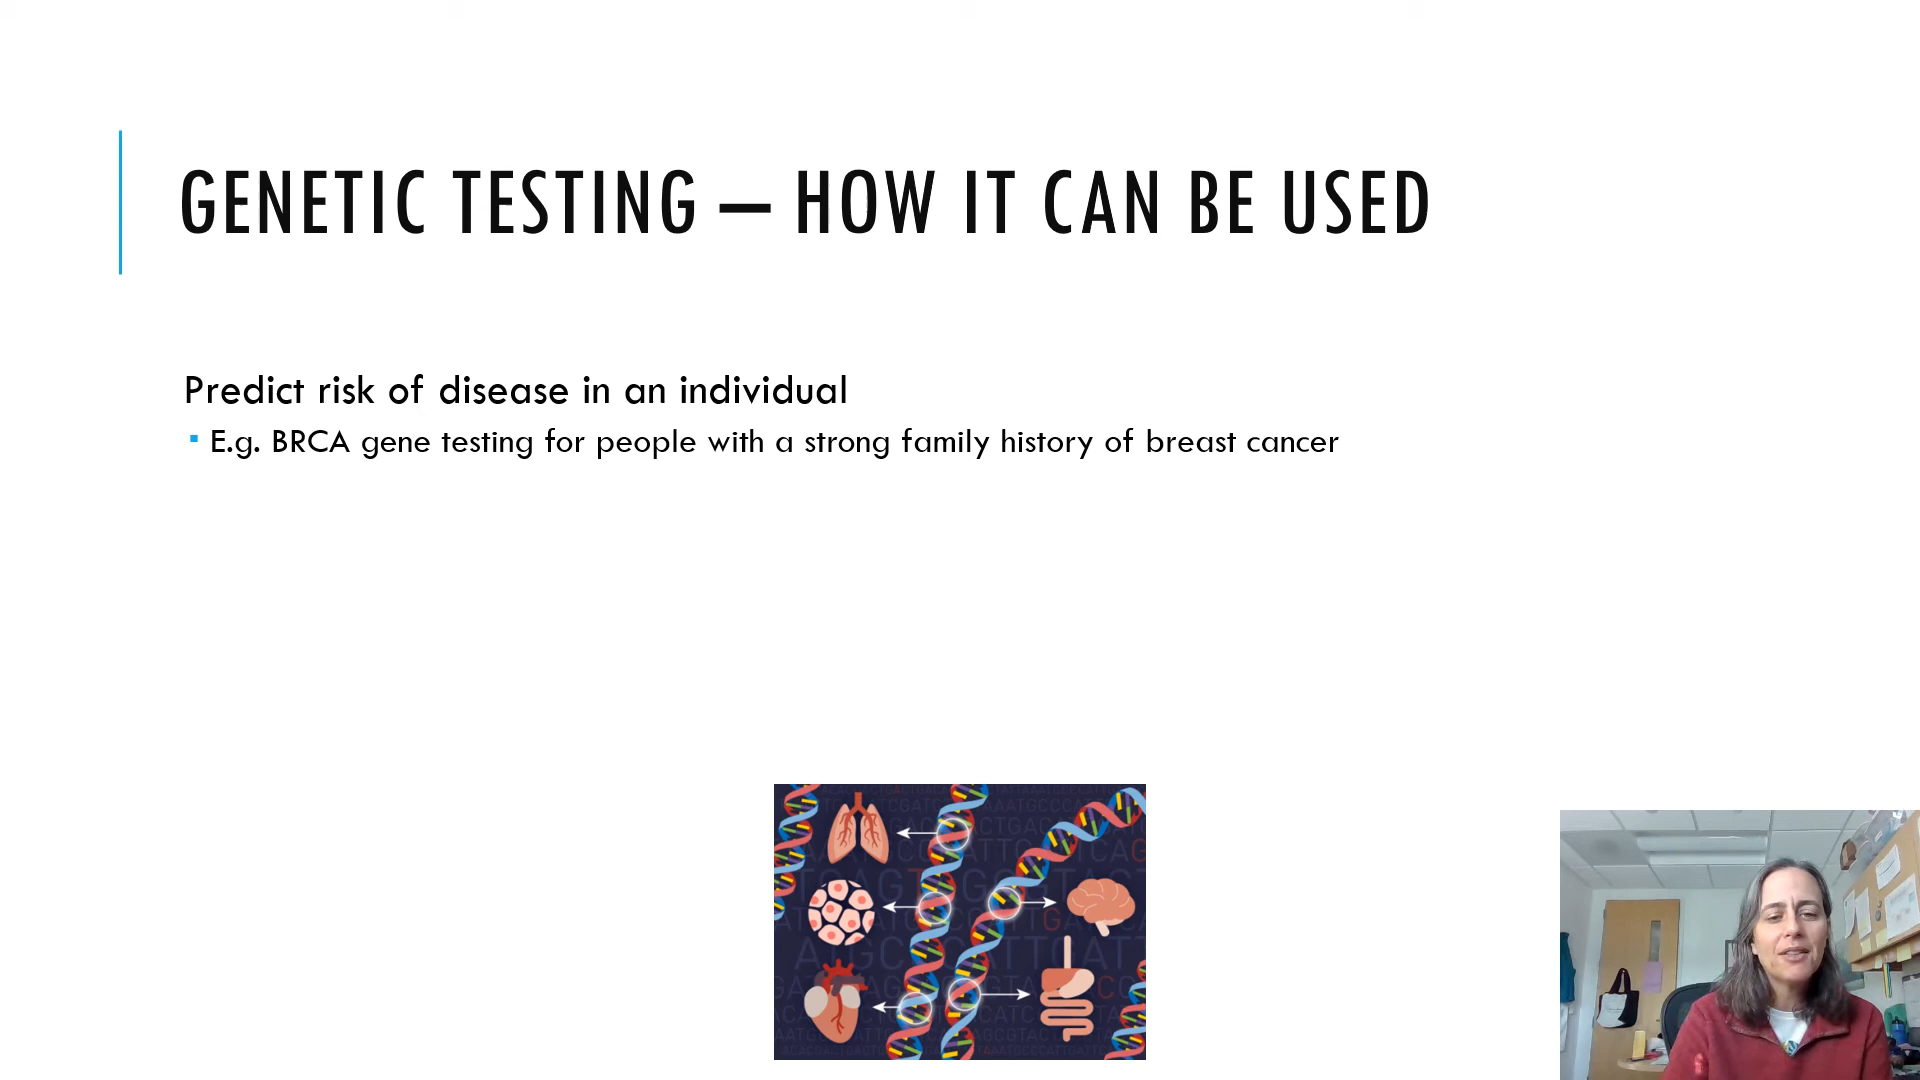 GENETIC TESTING – HOW IT CAN BE USED
Predict risk of disease in an individual
E.g. BRCA gene testing for people with a strong family history of breast cancer